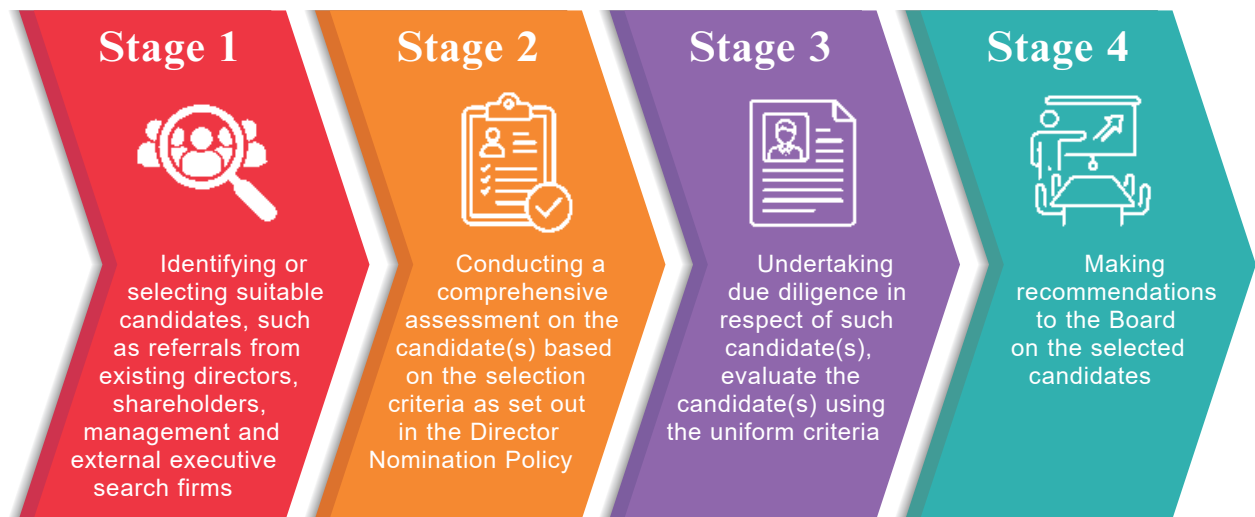 Stage 1
Identifying or
selecting suitable
candidates, such
as referrals from
existing directors,
shareholders,
management and
external executive
search firms
Stage 2
Conducting a
comprehensive
assessment on the
candidate(s) based
on the selection
criteria as set out
in the Director
Nomination Policy
Stage 3
Undertaking
due diligence in
respect of such
candidate(s),
evaluate the
candidate(s) using
the uniform criteria
Stage 4
Making
recommendations
to the Board
on the selected
candidates